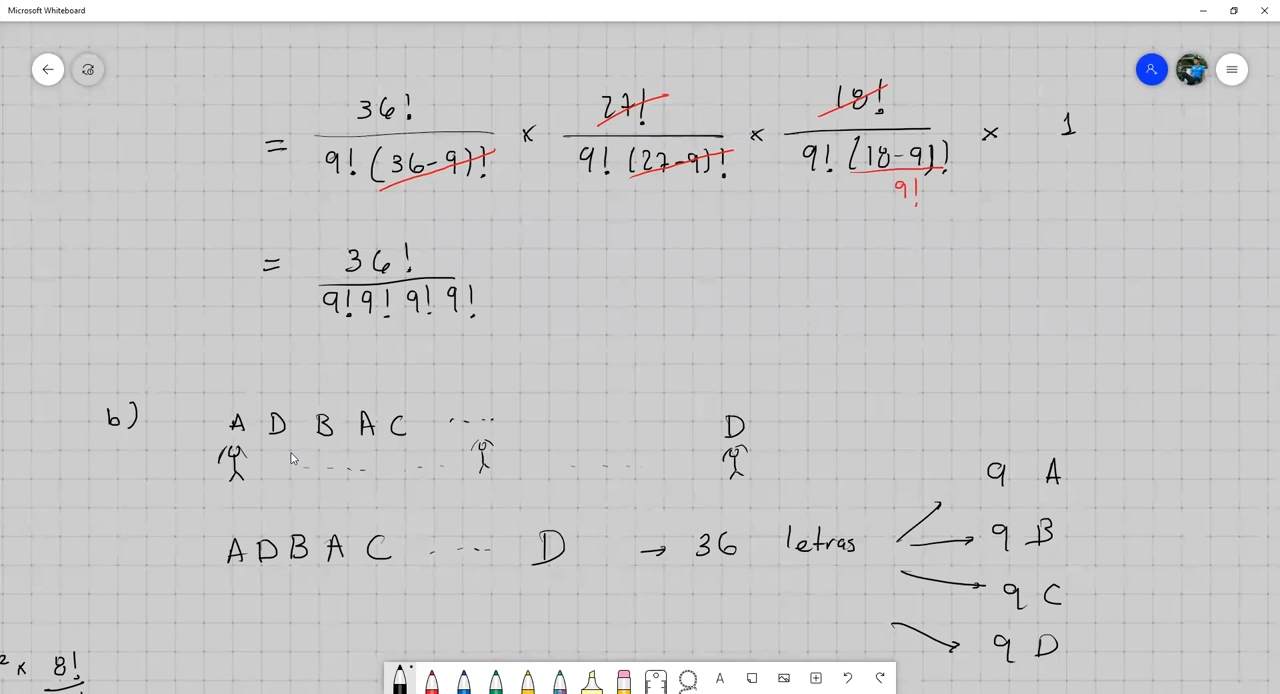 Microsoft Whiteboard
= 36! / 9! (36-9)! × 27! / 9! (27-9)! × 18! / 9! (18-9)! × 1
9!
= 36! / 9! 9! 9! 9!
b) A D B A C .... D
9 A
A D B A C .... D → 36 letras
9 B
9 C
9 D
² × 8!
A